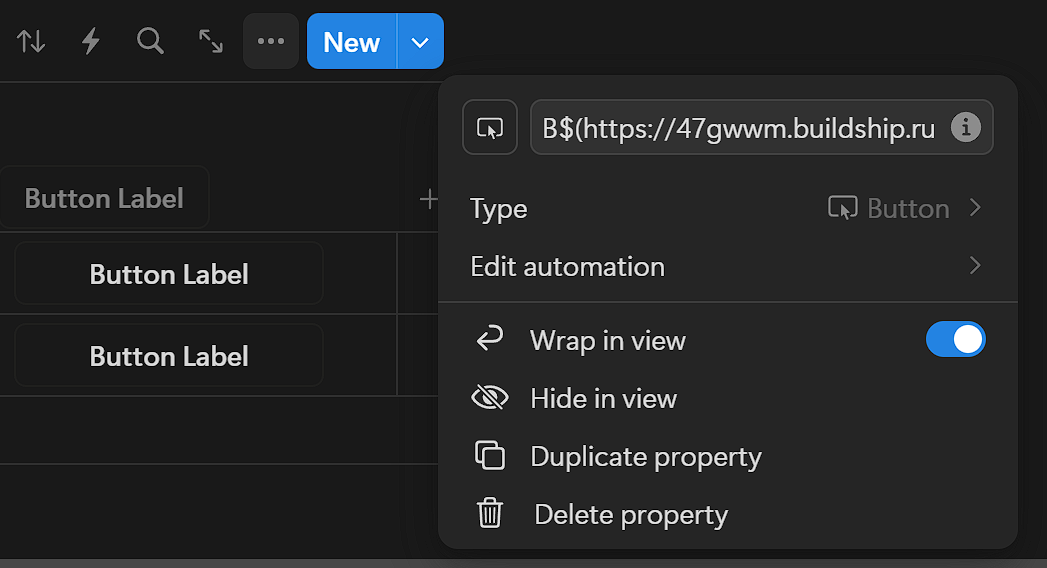 New
B$(https://47gwwm.buildship.ru
Button Label
Type
Button
Edit automation
Button Label
Wrap in view
Button Label
Hide in view
Duplicate property
Delete property